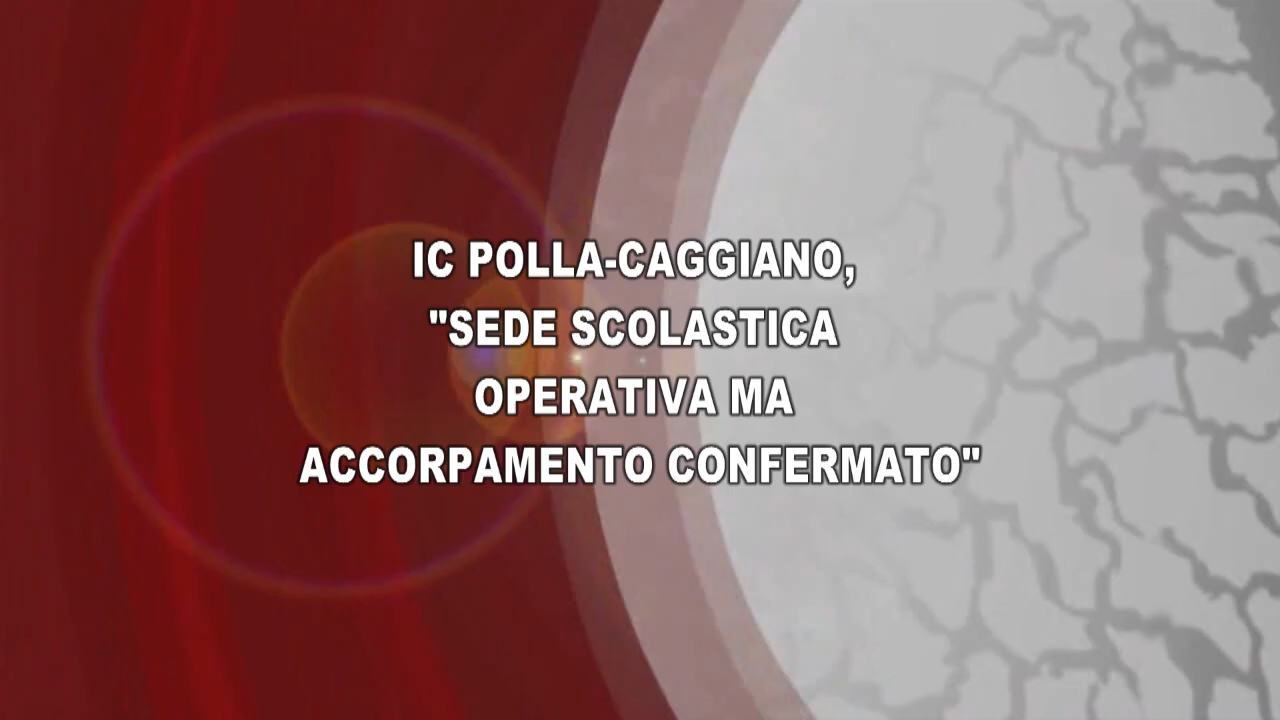 IC POLLA-CAGGIANO,
"SEDE SCOLASTICA
OPERATIVA MA
ACCORPAMENTO CONFERMATO"